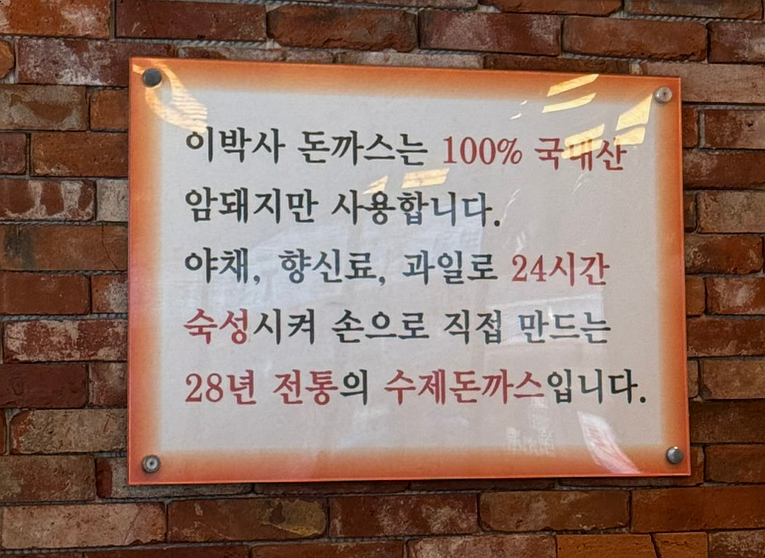 이박사 돈까스는 100% 국내산
암돼지만 사용합니다.
야채, 향신료, 과일로 24시간
숙성시켜 손으로 직접 만드는
28년 전통의 수제돈까스입니다.